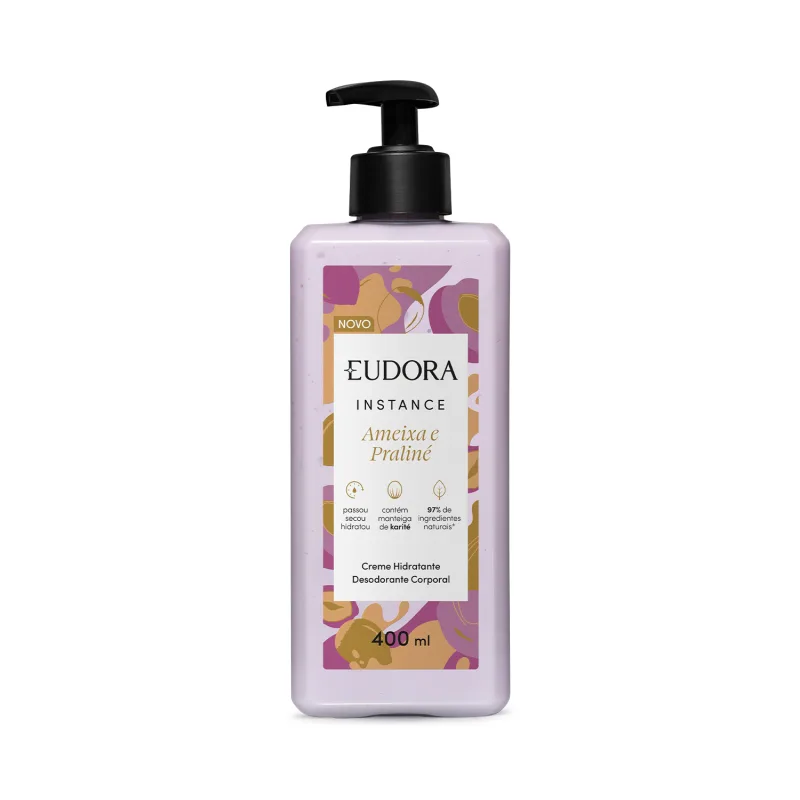 NOVO
EUDORA
INSTANCE
Ameixa e
Praliné
passou
secou
hidratou
contém
manteiga
de karité
97% de
ingredientes
naturais*
Creme Hidratante
Desodorante Corporal
400 ml